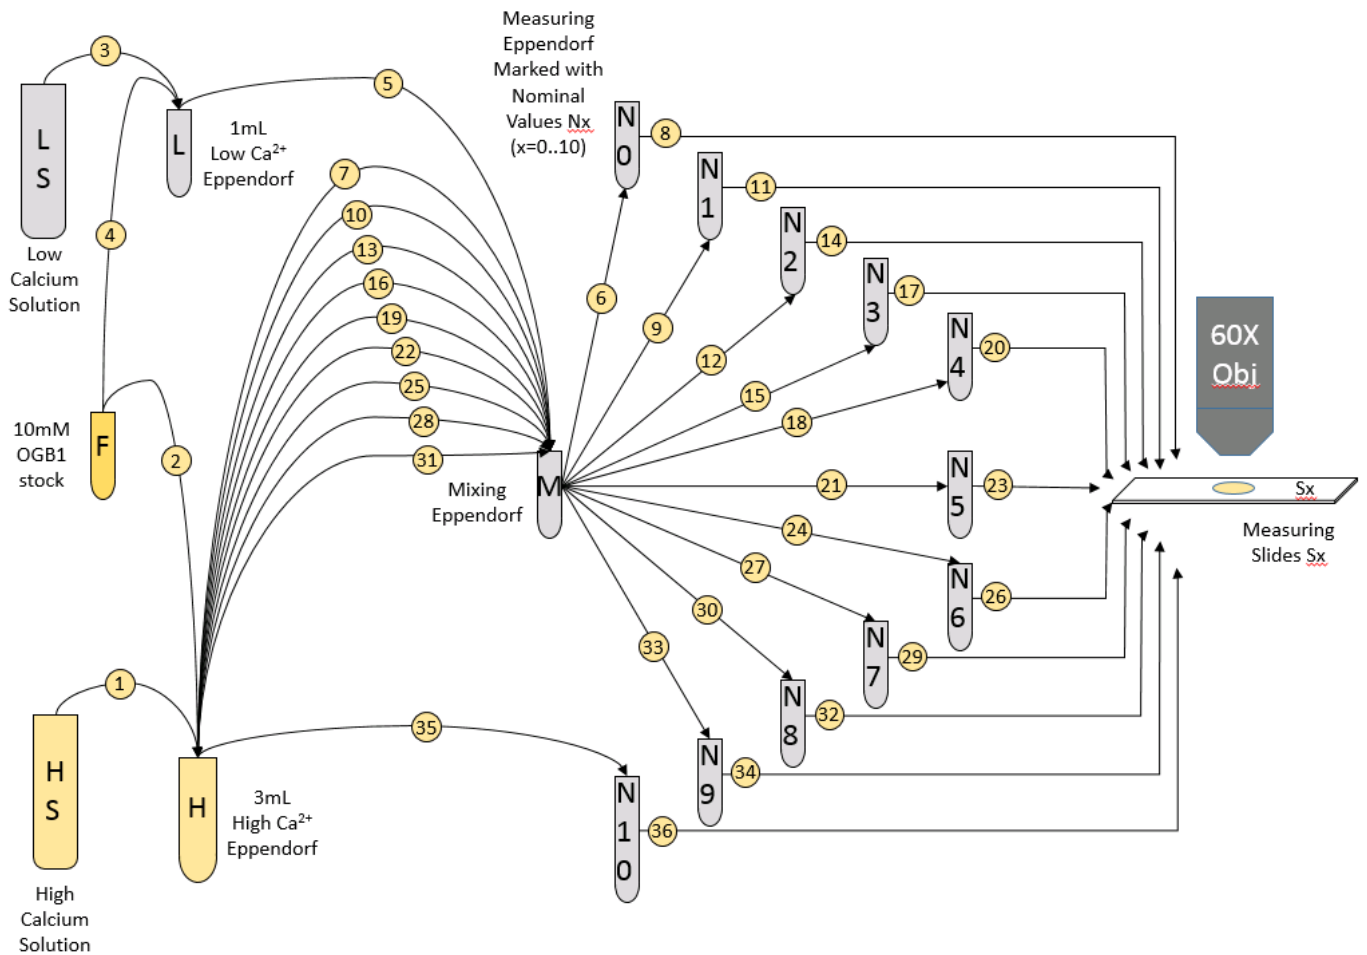 Measuring
Eppendorf
Marked with
Nominal
Values Nx
(x=0..10)
3
5
L
S
L
1mL
Low Ca²⁺
Eppendorf
Low
Calcium
Solution
4
N
0
8
N
1
11
N
2
14
N
3
17
N
4
20
7
10
13
16
19
22
25
28
31
6
9
12
15
18
60X
Obj
10mM
OGB1
stock
F
2
Mixing
Eppendorf
M
21
N
5
23
Sx
Measuring
Slides Sx
24
27
30
33
N
6
26
N
7
29
N
8
32
N
9
34
N
1
0
36
1
35
H
S
H
3mL
High Ca²⁺
Eppendorf
High
Calcium
Solution